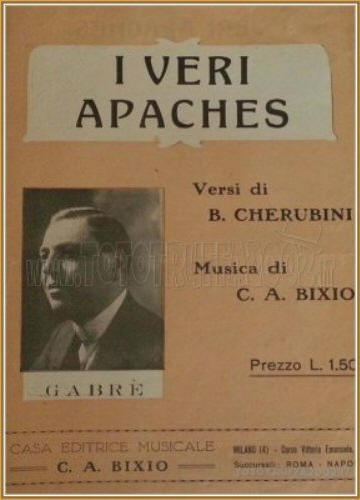 I VERI
APACHES
Versi di
B. CHERUBINI
Musica di
C. A. BIXIO
Prezzo L. 1.50
GABRÈ
CASA EDITRICE MUSICALE
C. A. BIXIO
MILANO (4) - Corso Vittorio Emanuele,
Succursali: ROMA - NAPO